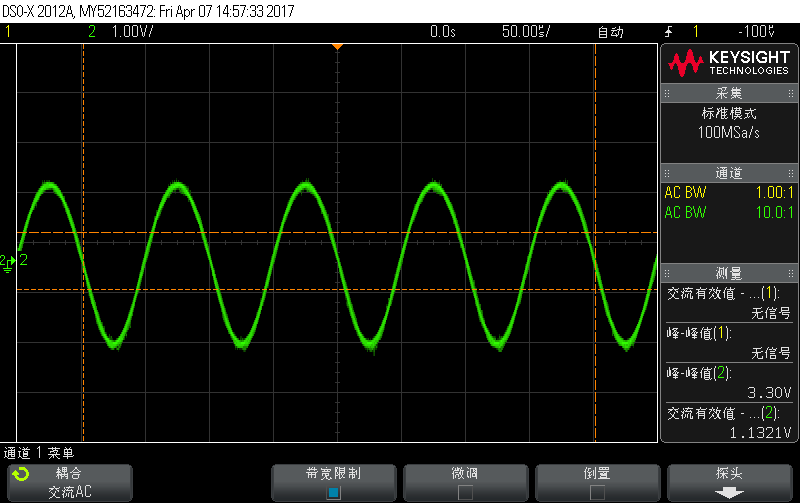 DSO-X 2012A, MY52163472: Fri Apr 07 14:57:33 2017
1 2 1.00V/ 0.0s 50.00us/ 自动 1 -100mV
KEYSIGHT
TECHNOLOGIES
采集
标准模式
100MSa/s
通道
AC BW 1.00:1
AC BW 10.0:1
测量
交流有效值 - ...(1):
无信号
峰-峰值(1):
无信号
峰-峰值(2):
3.30V
交流有效值 - ...(2):
1.1321V
2 2
通道 1 菜单
耦合
交流AC
带宽限制
微调
倒置
探头